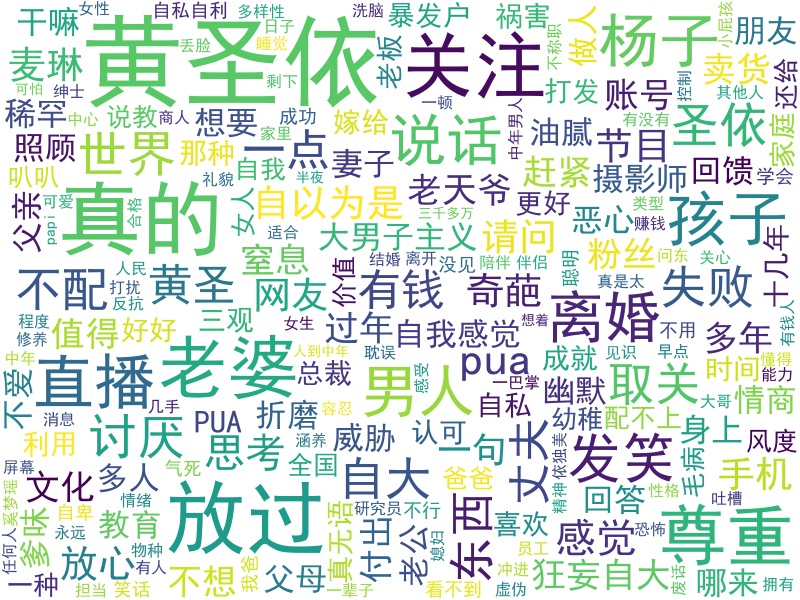 女性
洗脑
自私自利
多样性
暴发户
祸害
小屁孩
干嘛
日子
黄圣依
关注
杨子
朋友
丢脸
睡觉
老板
做人
不称职
麦琳
剩下
打发
卖货
还给
可怕
绅士
一顿
账号
控制
其他人
稀罕
中心
说教
商人
想要
成功
嫁给
说话
中年男人
油腻
有没有
圣依
家庭
照顾
世界
那种
家里
一点
妻子
节目
叭叭
礼貌
自我
半夜
老天爷
赶紧
摄影师
回馈
学会
父亲
可爱
papi
合格
真的
女人
自以为是
三千多万
更好
类型
赚钱
孩子
适合
大男子主义
请问
恶心
粉丝
关心
问东
不配
人民
打扰
反抗
黄圣
窒息
结婚
离开
没见
陪伴
伴侣
聪明
真是太
失败
十几年
网友
价值
有钱
奇葩
离婚
想着
不用
有钱人
程度
修养
值得
好好
三观
女生
过年
自我感觉
多年
中年
直播
老婆
人到中年
耽误
总裁
感受
男人
pua
成就
见识
早点
时间
懂得
能力
不爱
一巴掌
幽默
取关
情商
消息
几手
PUA
折磨
容忍
自私
幼稚
配不上
大哥
讨厌
思考
威胁
认可
一句
丈夫
依独美
发笑
身上
风度
利用
涵养
毛病
屏幕
多人
气死
全国
自大
爸爸
东西
精神
回答
性格
吐槽
手机
任何人
奚梦瑶
文化
情绪
放过
研究员
不行
尊重
爹味
自卑
教育
真无语
付出
老公
喜欢
感觉
恐怖
永远
物种
有人
放心
我爸
媳妇
员工
一种
担当
笑话
不想
父母
一辈子
看不到
虚伪
冲进
狂妄自大
废话
哪来
拥有